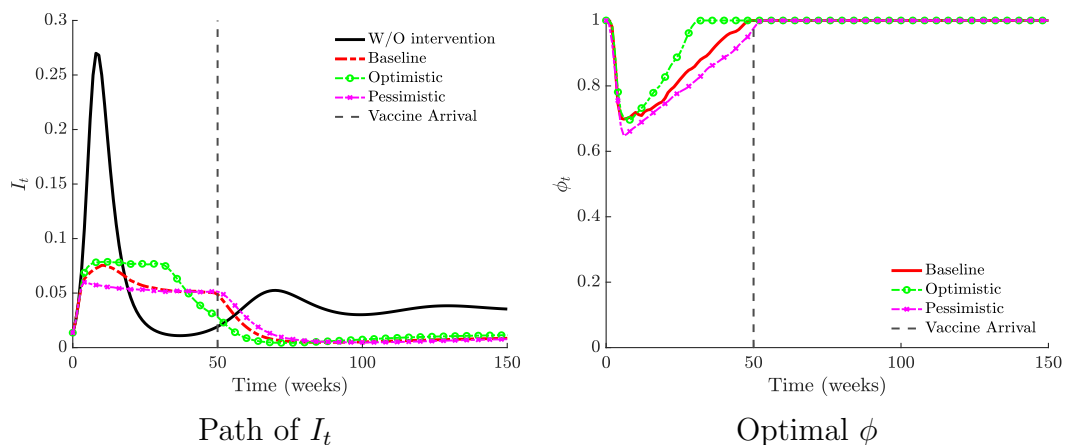 0.3
0.25
0.2
0.15
0.1
0.05
0
I_t
0
50
100
150
Time (weeks)
W/O intervention
Baseline
Optimistic
Pessimistic
Vaccine Arrival
Path of I_t
1
0.8
0.6
0.4
0.2
0
ϕ_t
0
50
100
150
Time (weeks)
Baseline
Optimistic
Pessimistic
Vaccine Arrival
Optimal ϕ